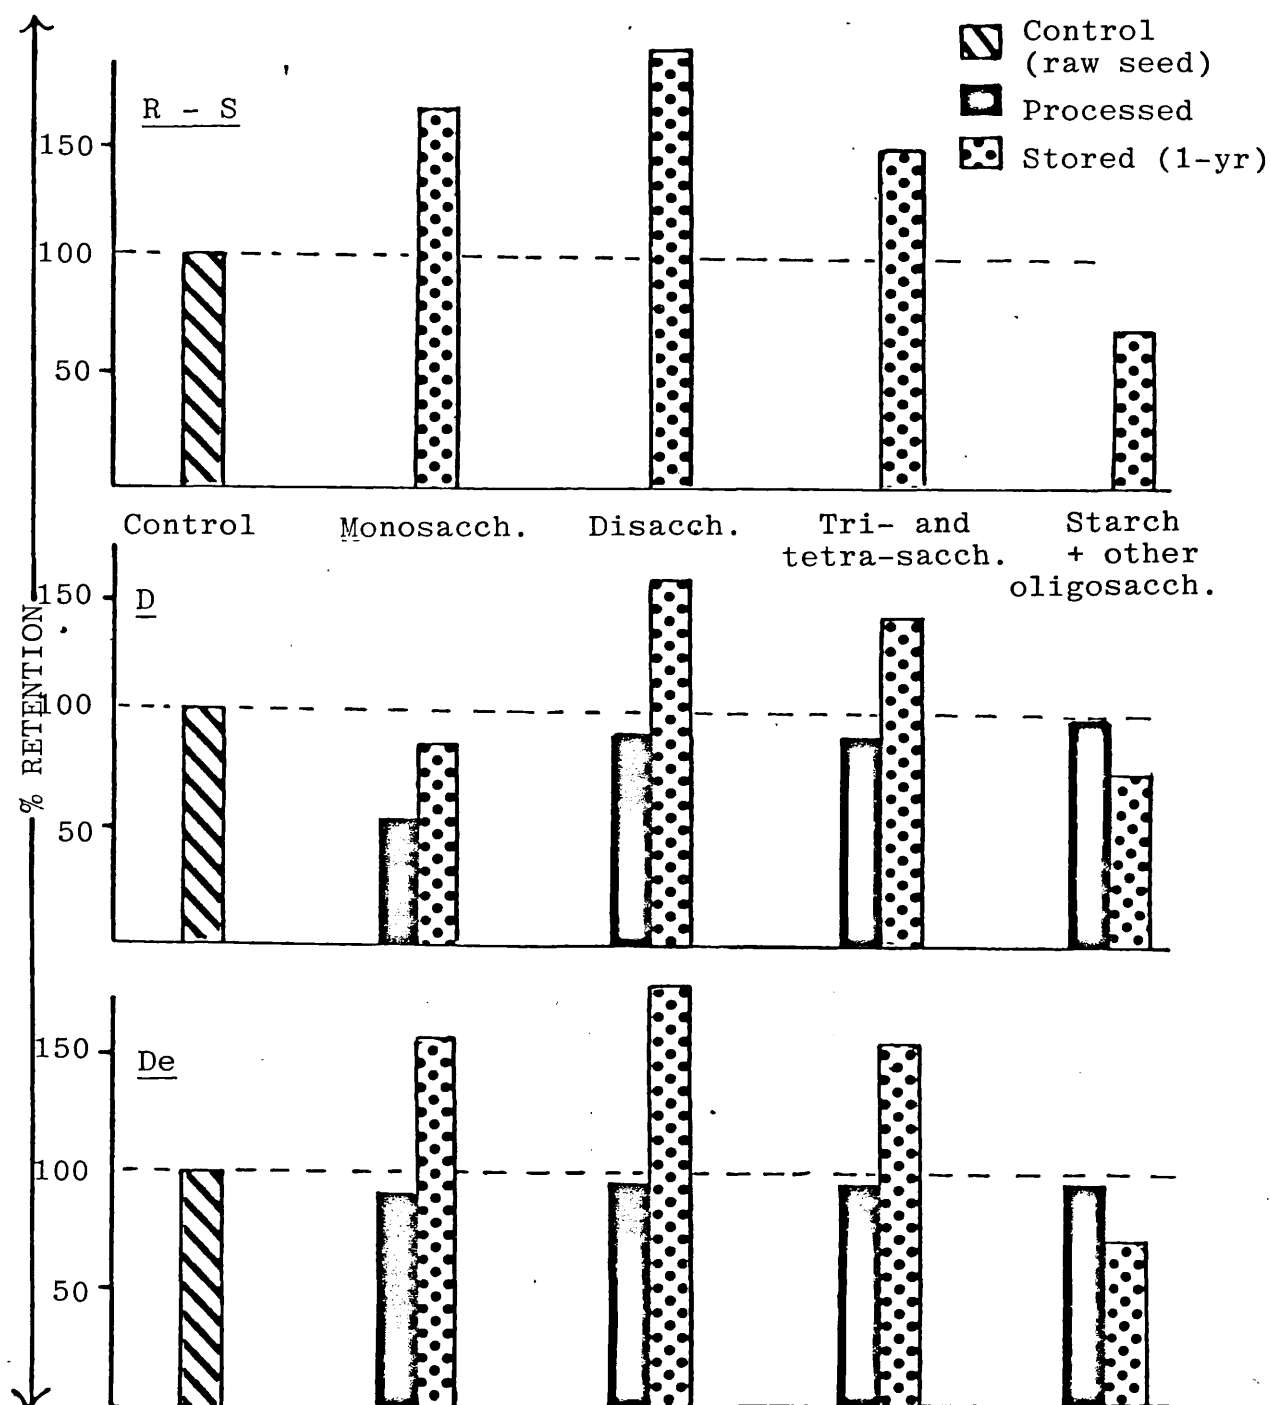 Control
(raw seed)
Processed
Stored (1-yr)
R - S
150
100
50
Control
Monosacch.
Disacch.
Tri- and
tetra-sacch.
Starch
+ other
oligosacch.
% RETENTION
150
D
100
50
150
De
100
50